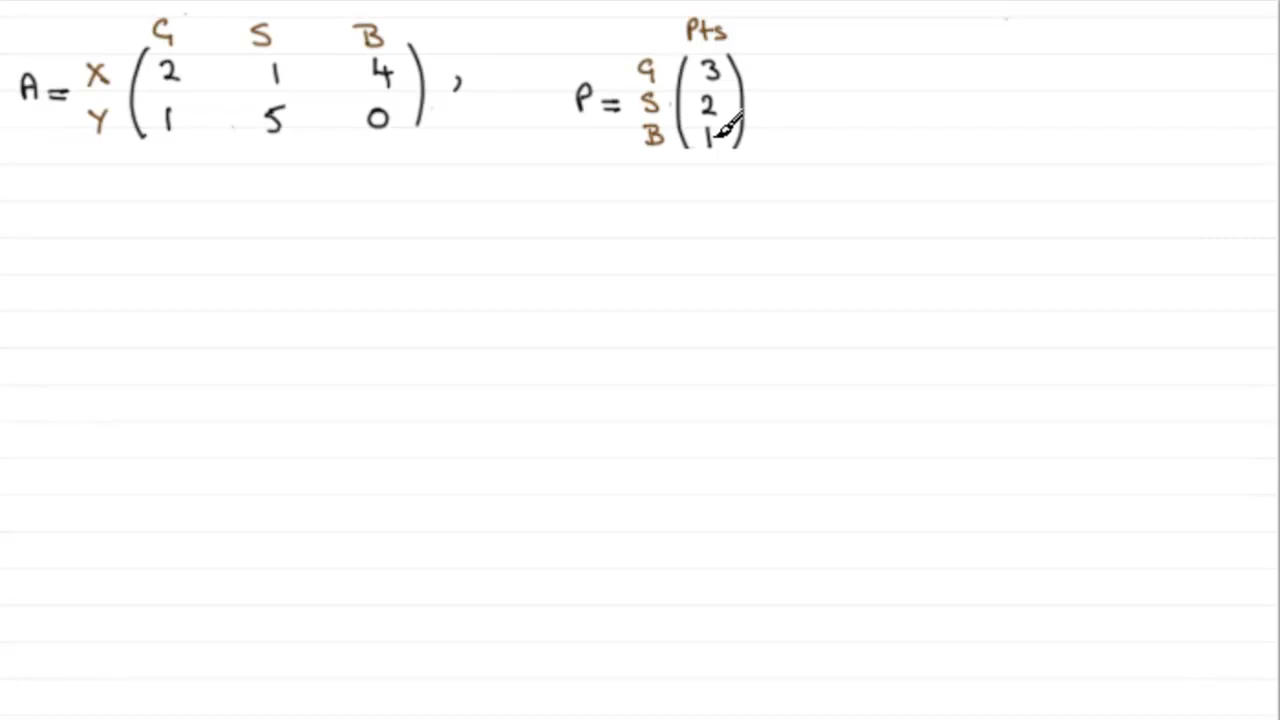 G S B Pts
A = X ( 2 1 4 ) , P = G ( 3 )
Y ( 1 5 0 ) S ( 2 )
B ( 1 )